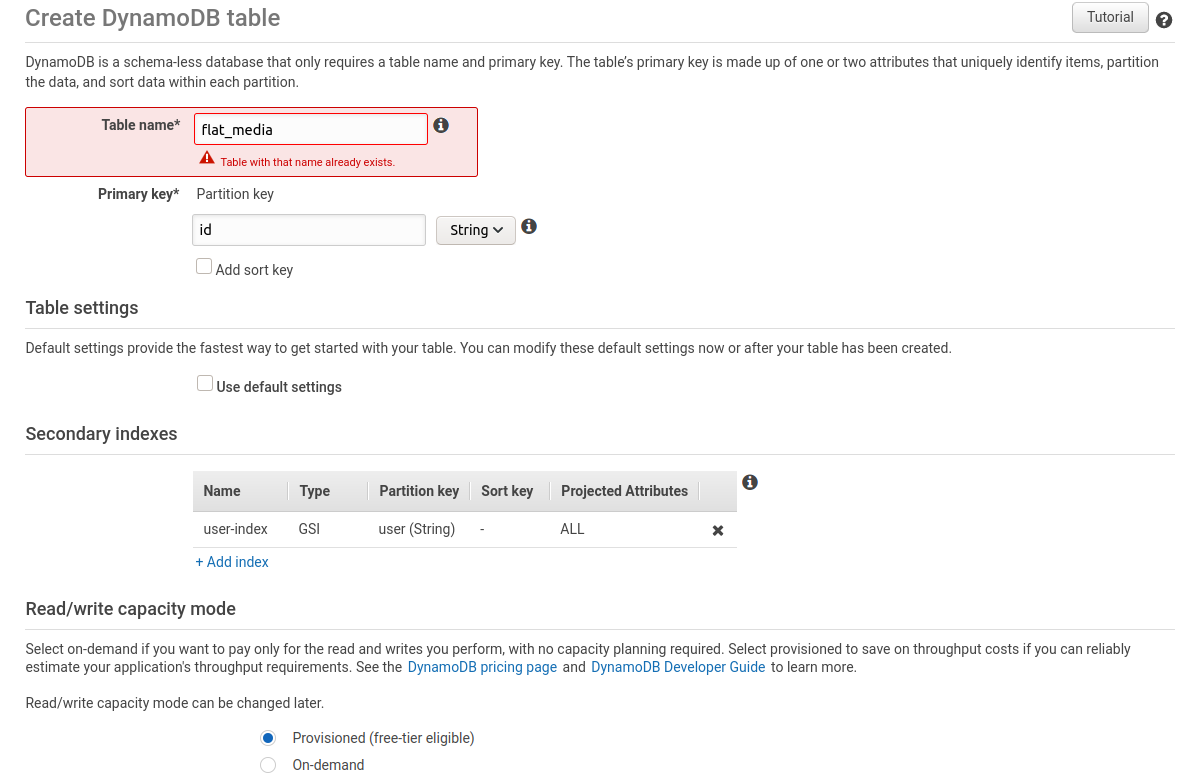 Create DynamoDB table
Tutorial
DynamoDB is a schema-less database that only requires a table name and primary key. The table’s primary key is made up of one or two attributes that uniquely identify items, partition
the data, and sort data within each partition.
Table name*
flat_media
Table with that name already exists.
Primary key*
Partition key
id
String
Add sort key
Table settings
Default settings provide the fastest way to get started with your table. You can modify these default settings now or after your table has been created.
Use default settings
Secondary indexes
Name Type Partition key Sort key Projected Attributes
user-index GSI user (String) - ALL
+ Add index
Read/write capacity mode
Select on-demand if you want to pay only for the read and writes you perform, with no capacity planning required. Select provisioned to save on throughput costs if you can reliably
estimate your application's throughput requirements. See the DynamoDB pricing page and DynamoDB Developer Guide to learn more.
Read/write capacity mode can be changed later.
Provisioned (free-tier eligible)
On-demand